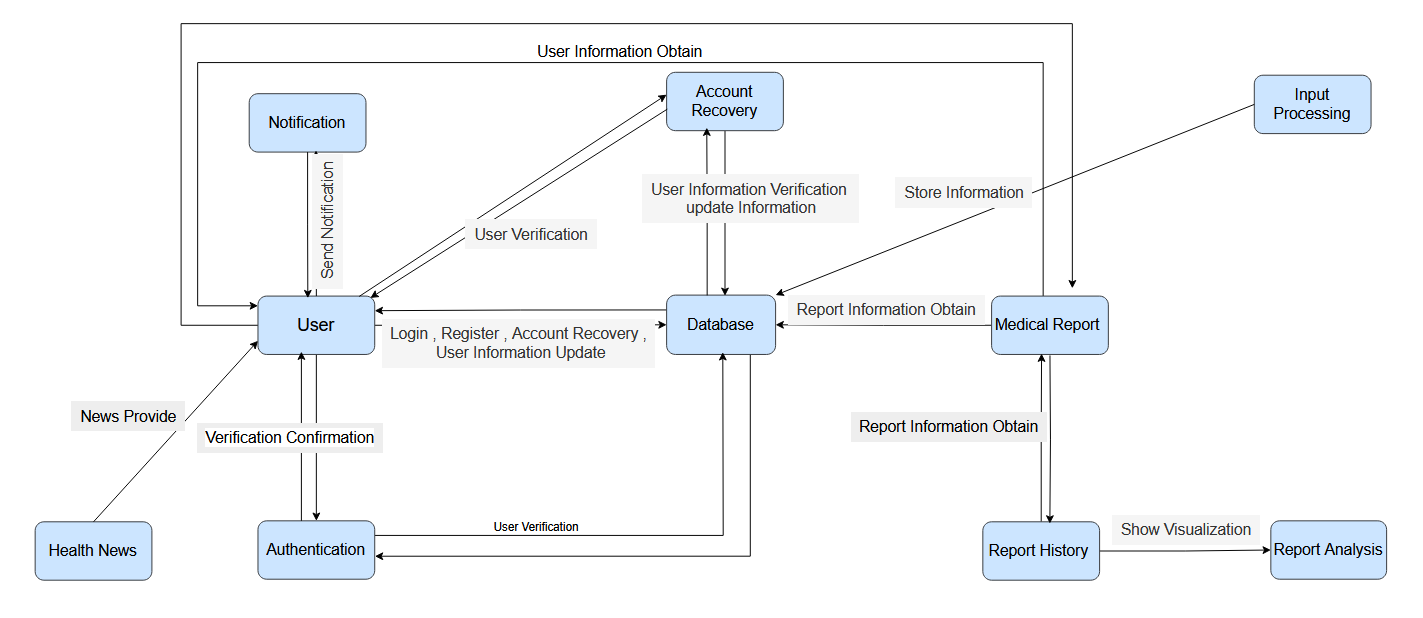 User Information Obtain
Account
Recovery
Input
Processing
Notification
Send Notification
User Information Verification
update Information
Store Information
User Verification
User
Database
Report Information Obtain
Medical Report
Login , Register , Account Recovery ,
User Information Update
News Provide
Verification Confirmation
Report Information Obtain
User Verification
Show Visualization
Health News
Authentication
Report History
Report Analysis